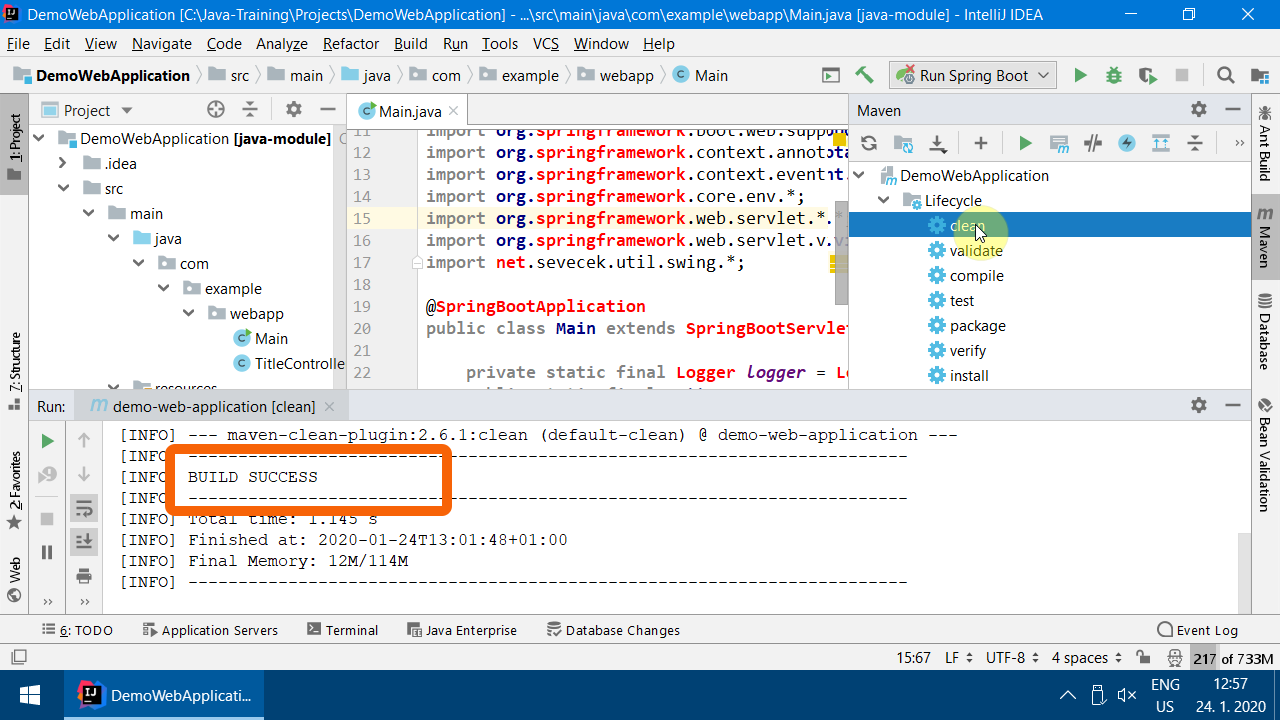 DemoWebApplication [C:\Java-Training\Projects\DemoWebApplication] - ...\src\main\java\com\example\webapp\Main.java [java-module] - IntelliJ IDEA
File Edit View Navigate Code Analyze Refactor Build Run Tools VCS Window Help
DemoWebApplication src main java com example webapp Main Run Spring Boot
1: Project
7: Structure
2: Favorites
Web
Project
DemoWebApplication [java-module]
.idea
src
main
java
com
example
webapp
Main
TitleControlle
resources
Main.java
11 import org.springframework.boot.web.suppo
12 import org.springframework.context.annota
13 import org.springframework.context.event.
14 import org.springframework.core.env.*;
15 import org.springframework.web.servlet.*.
16 import org.springframework.web.servlet.v
17 import net.sevecek.util.swing.*;
18
19 @SpringBootApplication
20 public class Main extends SpringBootServlet
21
22 private static final Logger logger = Lo
Maven
DemoWebApplication
Lifecycle
clean
validate
compile
test
package
verify
install
Ant Build
Maven
Database
Bean Validation
Run: demo-web-application [clean]
[INFO] --- maven-clean-plugin:2.6.1:clean (default-clean) @ demo-web-application ---
[INFO ------------------------------------------------------------------------
[INFO BUILD SUCCESS
[INFO ------------------------------------------------------------------------
[INFO] Total time: 1.145 s
[INFO] Finished at: 2020-01-24T13:01:48+01:00
[INFO] Final Memory: 12M/114M
[INFO] ------------------------------------------------------------------------
6: TODO Application Servers Terminal Java Enterprise Database Changes Event Log
15:67 LF UTF-8 4 spaces 217 of 733M
DemoWebApplicati...
ENG
US
12:57
24. 1. 2020